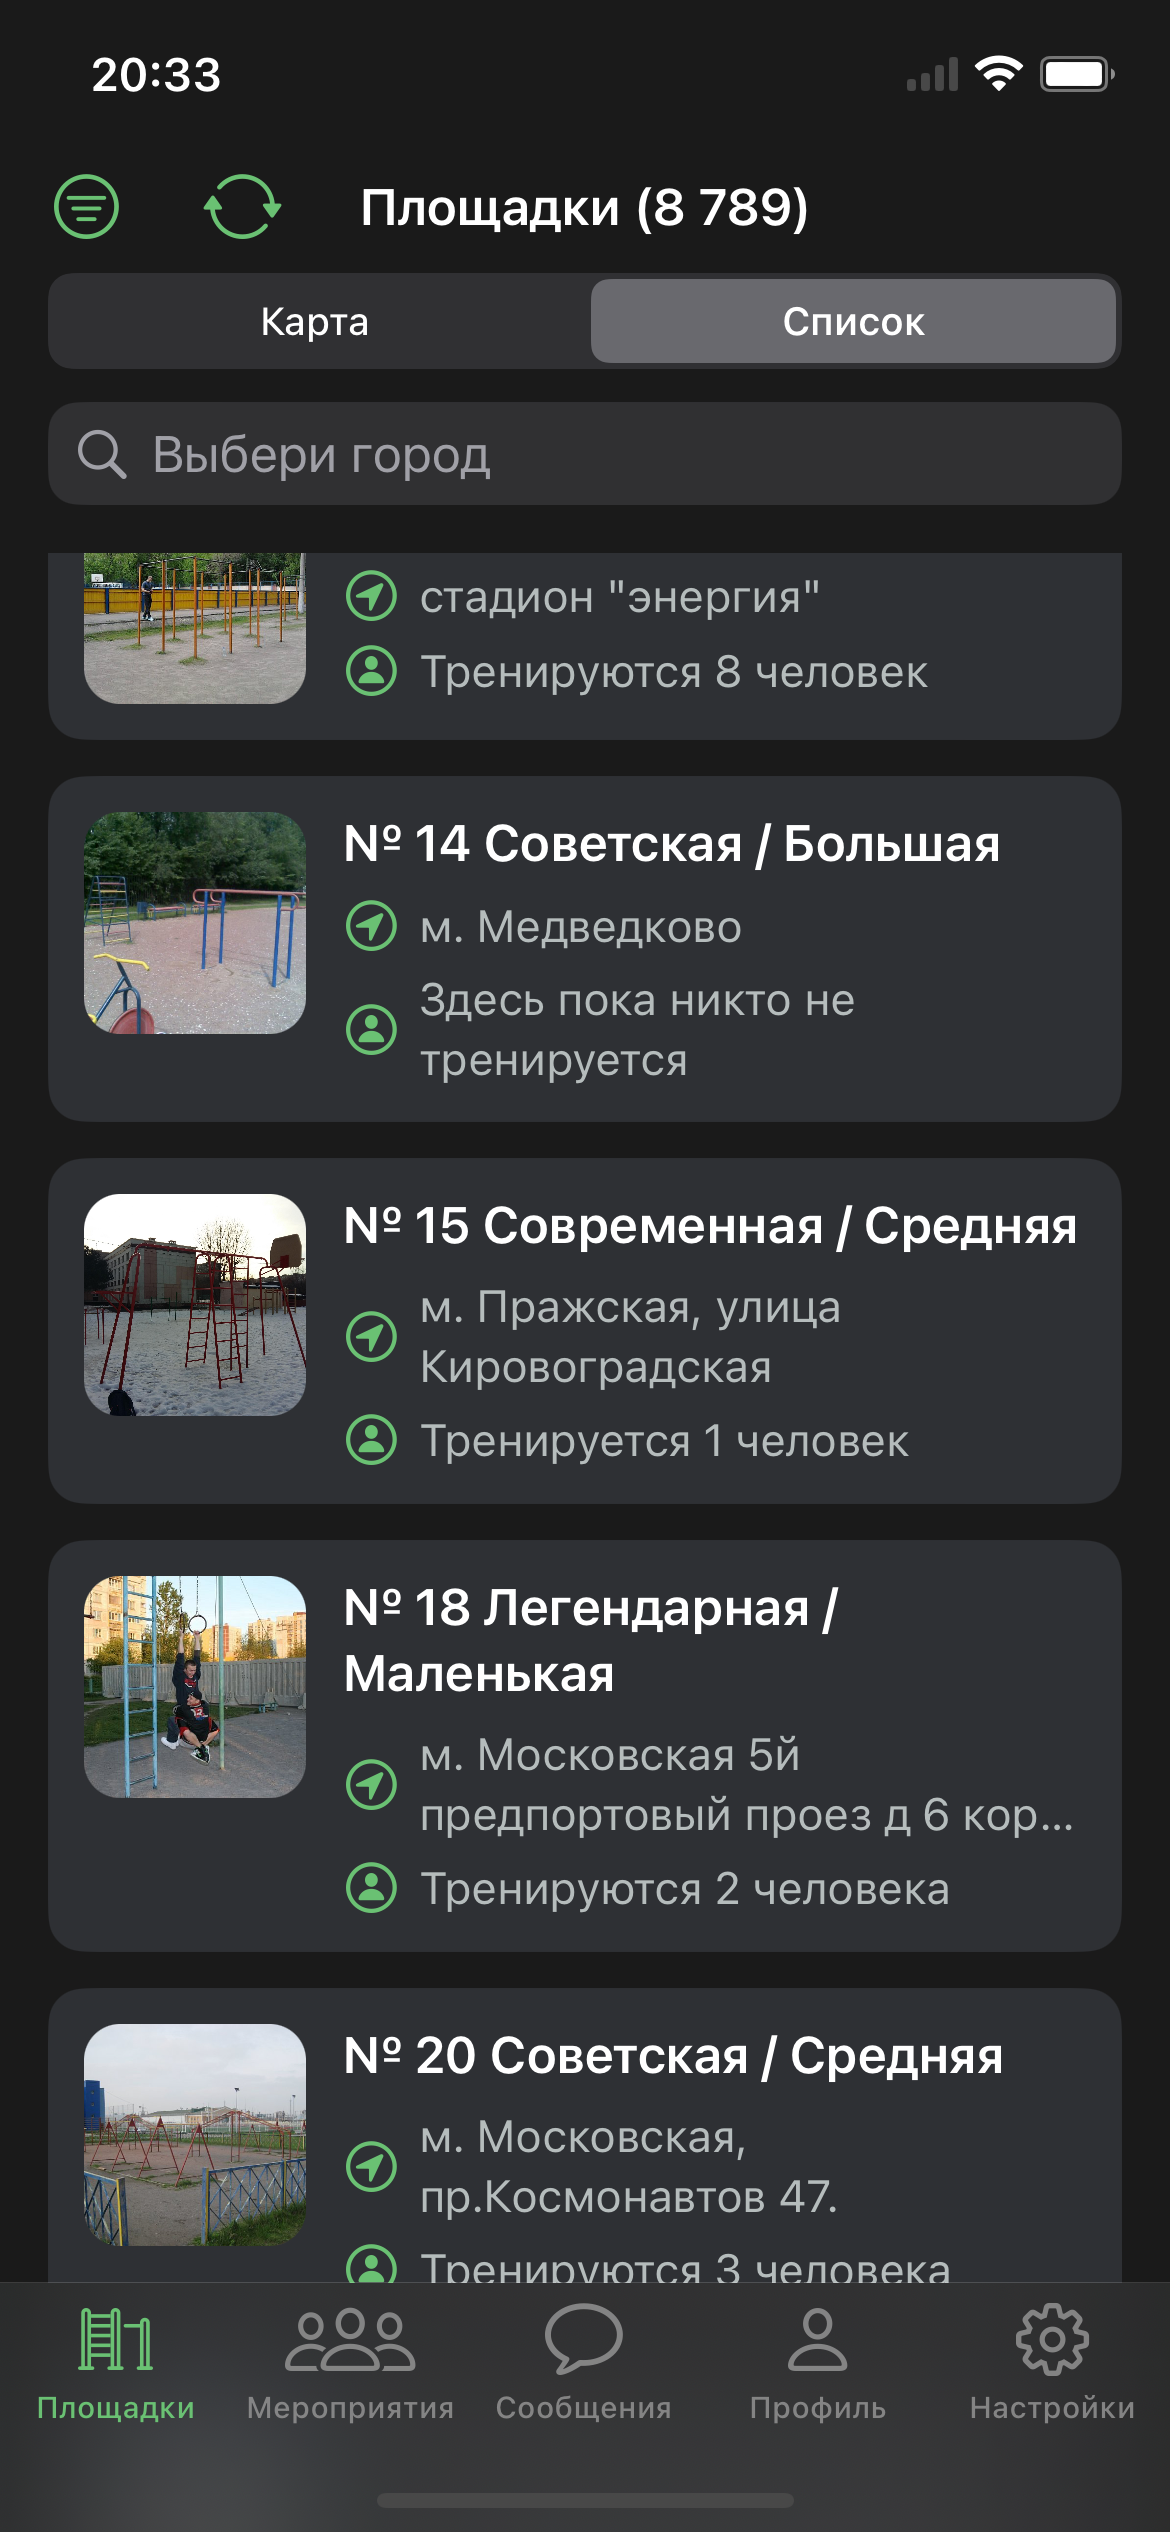 20:33
Площадки (8 789)
Карта
Список
Выбери город
стадион "энергия"
Тренируются 8 человек
№ 14 Советская / Большая
м. Медведково
Здесь пока никто не
тренируется
№ 15 Современная / Средняя
м. Пражская, улица
Кировоградская
Тренируется 1 человек
№ 18 Легендарная /
Маленькая
м. Московская 5й
предпортовый проез д 6 кор...
Тренируются 2 человека
№ 20 Советская / Средняя
м. Московская,
пр.Космонавтов 47.
Тренируются 3 человека
Площадки
Мероприятия
Сообщения
Профиль
Настройки